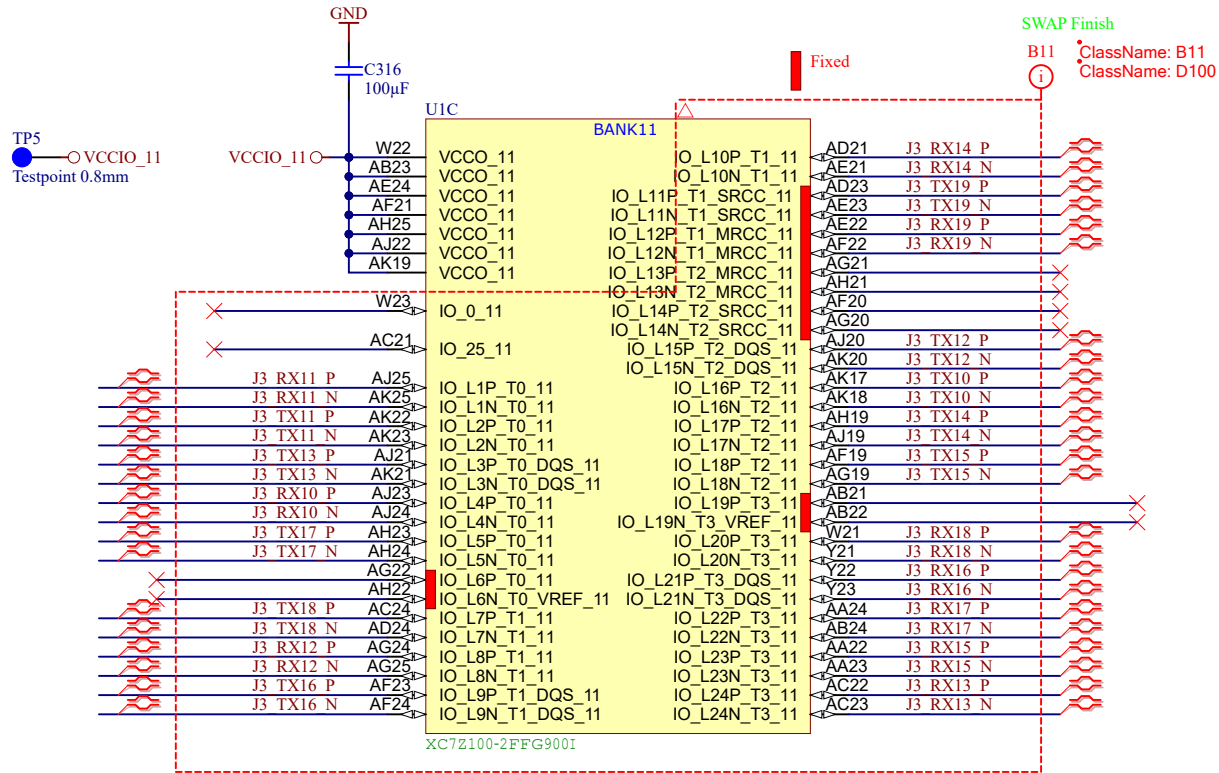 GND
SWAP Finish
B11
ClassName: B11
ClassName: D100
i
Fixed
C316
100µF
U1C
BANK11
TP5
VCCIO_11
Testpoint 0.8mm
VCCIO_11
W22 VCCO_11
AB23 VCCO_11
AE24 VCCO_11
AF21 VCCO_11
AH25 VCCO_11
AJ22 VCCO_11
AK19 VCCO_11
W23 IO_0_11
AC21 IO_25_11
J3_RX11_P AJ25 IO_L1P_T0_11
J3_RX11_N AK25 IO_L1N_T0_11
J3_TX11_P AK22 IO_L2P_T0_11
J3_TX11_N AK23 IO_L2N_T0_11
J3_TX13_P AJ21 IO_L3P_T0_DQS_11
J3_TX13_N AK21 IO_L3N_T0_DQS_11
J3_RX10_P AJ23 IO_L4P_T0_11
J3_RX10_N AJ24 IO_L4N_T0_11
J3_TX17_P AH23 IO_L5P_T0_11
J3_TX17_N AH24 IO_L5N_T0_11
AG22 IO_L6P_T0_11
AH22 IO_L6N_T0_VREF_11
J3_TX18_P AC24 IO_L7P_T1_11
J3_TX18_N AD24 IO_L7N_T1_11
J3_RX12_P AG24 IO_L8P_T1_11
J3_RX12_N AG25 IO_L8N_T1_11
J3_TX16_P AF23 IO_L9P_T1_DQS_11
J3_TX16_N AF24 IO_L9N_T1_DQS_11
IO_L10P_T1_11 AD21 J3_RX14_P
IO_L10N_T1_11 AE21 J3_RX14_N
IO_L11P_T1_SRCC_11 AD23 J3_TX19_P
IO_L11N_T1_SRCC_11 AE23 J3_TX19_N
IO_L12P_T1_MRCC_11 AE22 J3_RX19_P
IO_L12N_T1_MRCC_11 AF22 J3_RX19_N
IO_L13P_T2_MRCC_11 AG21
IO_L13N_T2_MRCC_11 AH21
IO_L14P_T2_SRCC_11 AF20
IO_L14N_T2_SRCC_11 AG20
IO_L15P_T2_DQS_11 AJ20 J3_TX12_P
IO_L15N_T2_DQS_11 AK20 J3_TX12_N
IO_L16P_T2_11 AK17 J3_TX10_P
IO_L16N_T2_11 AK18 J3_TX10_N
IO_L17P_T2_11 AH19 J3_TX14_P
IO_L17N_T2_11 AJ19 J3_TX14_N
IO_L18P_T2_11 AF19 J3_TX15_P
IO_L18N_T2_11 AG19 J3_TX15_N
IO_L19P_T3_11 AB21
IO_L19N_T3_VREF_11 AB22
IO_L20P_T3_11 W21 J3_RX18_P
IO_L20N_T3_11 Y21 J3_RX18_N
IO_L21P_T3_DQS_11 Y22 J3_RX16_P
IO_L21N_T3_DQS_11 Y23 J3_RX16_N
IO_L22P_T3_11 AA24 J3_RX17_P
IO_L22N_T3_11 AB24 J3_RX17_N
IO_L23P_T3_11 AA22 J3_RX15_P
IO_L23N_T3_11 AA23 J3_RX15_N
IO_L24P_T3_11 AC22 J3_RX13_P
IO_L24N_T3_11 AC23 J3_RX13_N
XC7Z100-2FFG900I